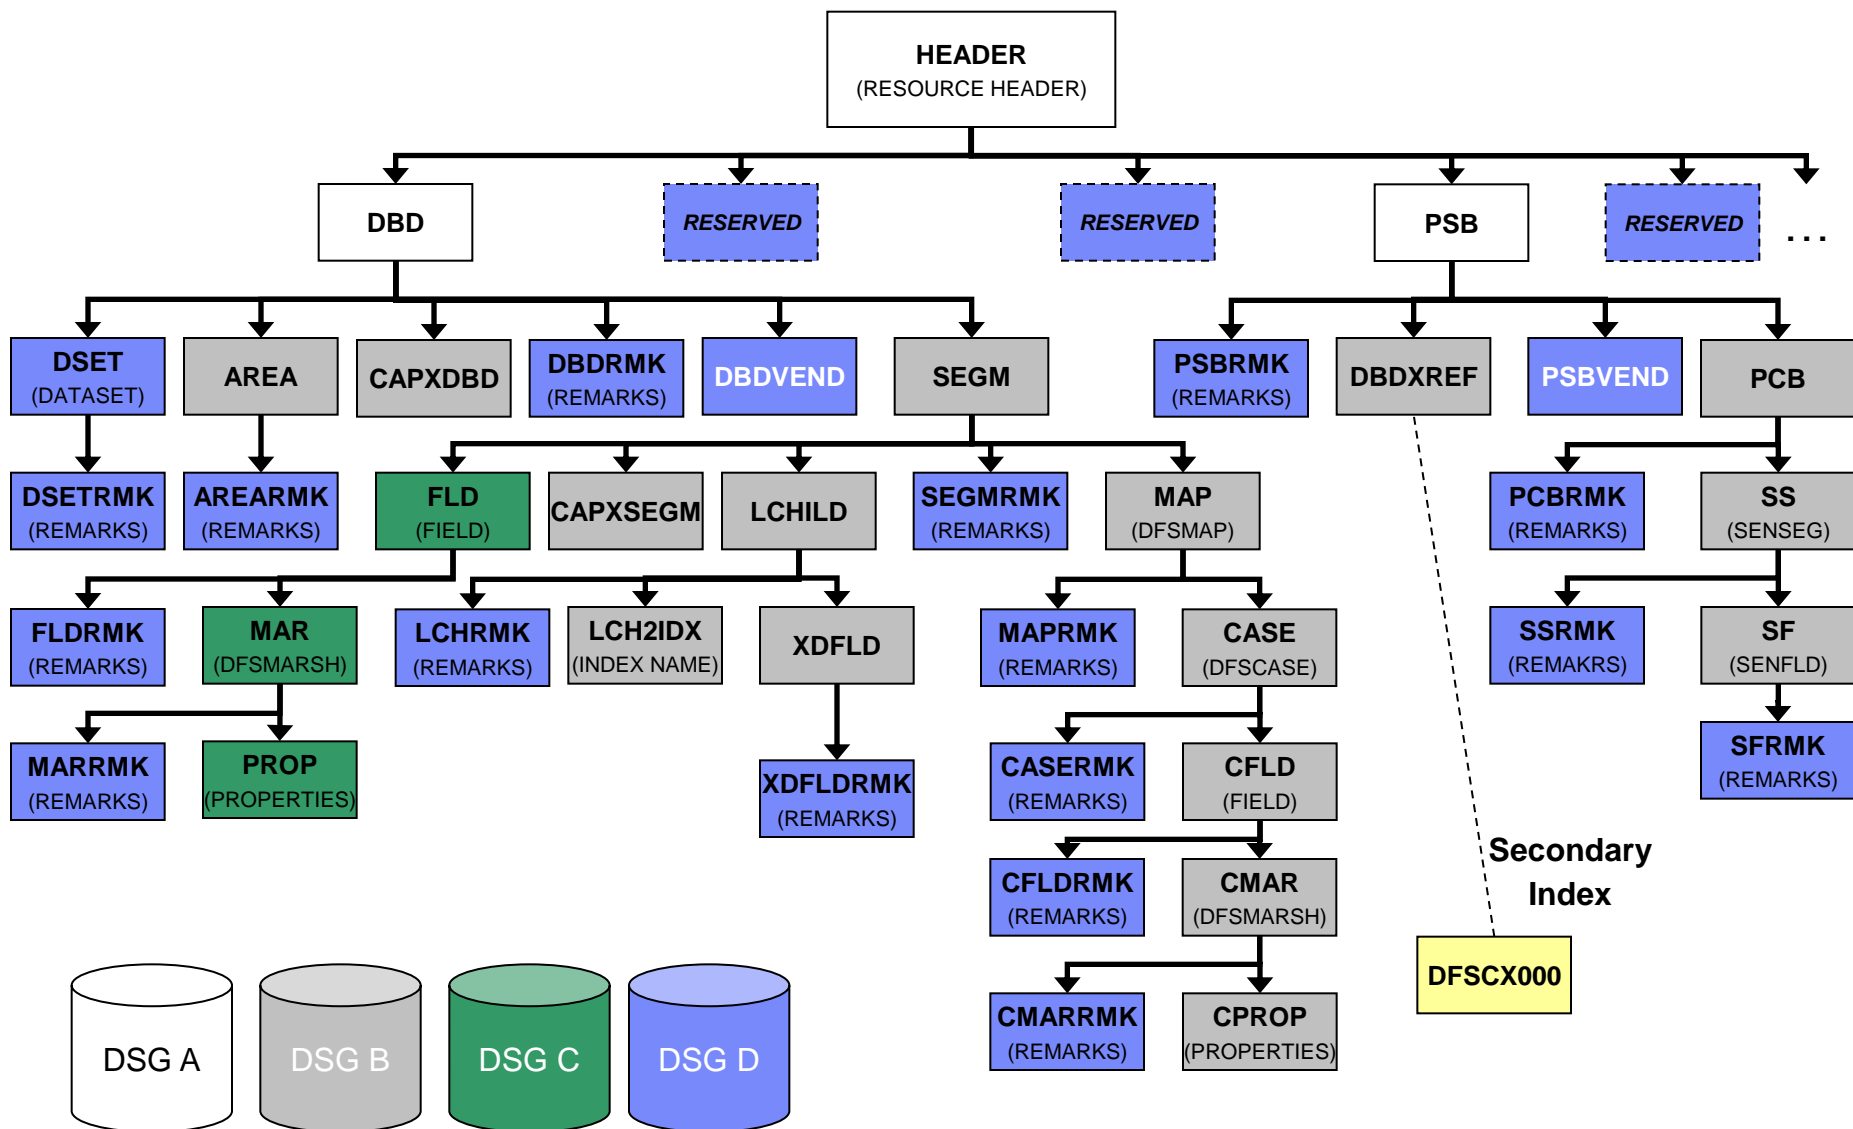 HEADER
(RESOURCE HEADER)
DBD
RESERVED
RESERVED
PSB
RESERVED
...
DSET
(DATASET)
AREA
CAPXDBD
DBDRMK
(REMARKS)
DBDVEND
SEGM
PSBRMK
(REMARKS)
DBDXREF
PSBVEND
PCB
DSETRMK
(REMARKS)
AREARMK
(REMARKS)
FLD
(FIELD)
CAPXSEGM
LCHILD
SEGMRMK
(REMARKS)
MAP
(DFSMAP)
PCBRMK
(REMARKS)
SS
(SENSEG)
FLDRMK
(REMARKS)
MAR
(DFSMARSH)
LCHRMK
(REMARKS)
LCH2IDX
(INDEX NAME)
XDFLD
MAPRMK
(REMARKS)
CASE
(DFSCASE)
SSRMK
(REMAKRS)
SF
(SENFLD)
MARRMK
(REMARKS)
PROP
(PROPERTIES)
XDFLDRMK
(REMARKS)
CASERMK
(REMARKS)
CFLD
(FIELD)
SFRMK
(REMARKS)
Secondary
Index
CFLDRMK
(REMARKS)
CMAR
(DFSMARSH)
DFSCX000
CMARRMK
(REMARKS)
CPROP
(PROPERTIES)
DSG A
DSG B
DSG C
DSG D